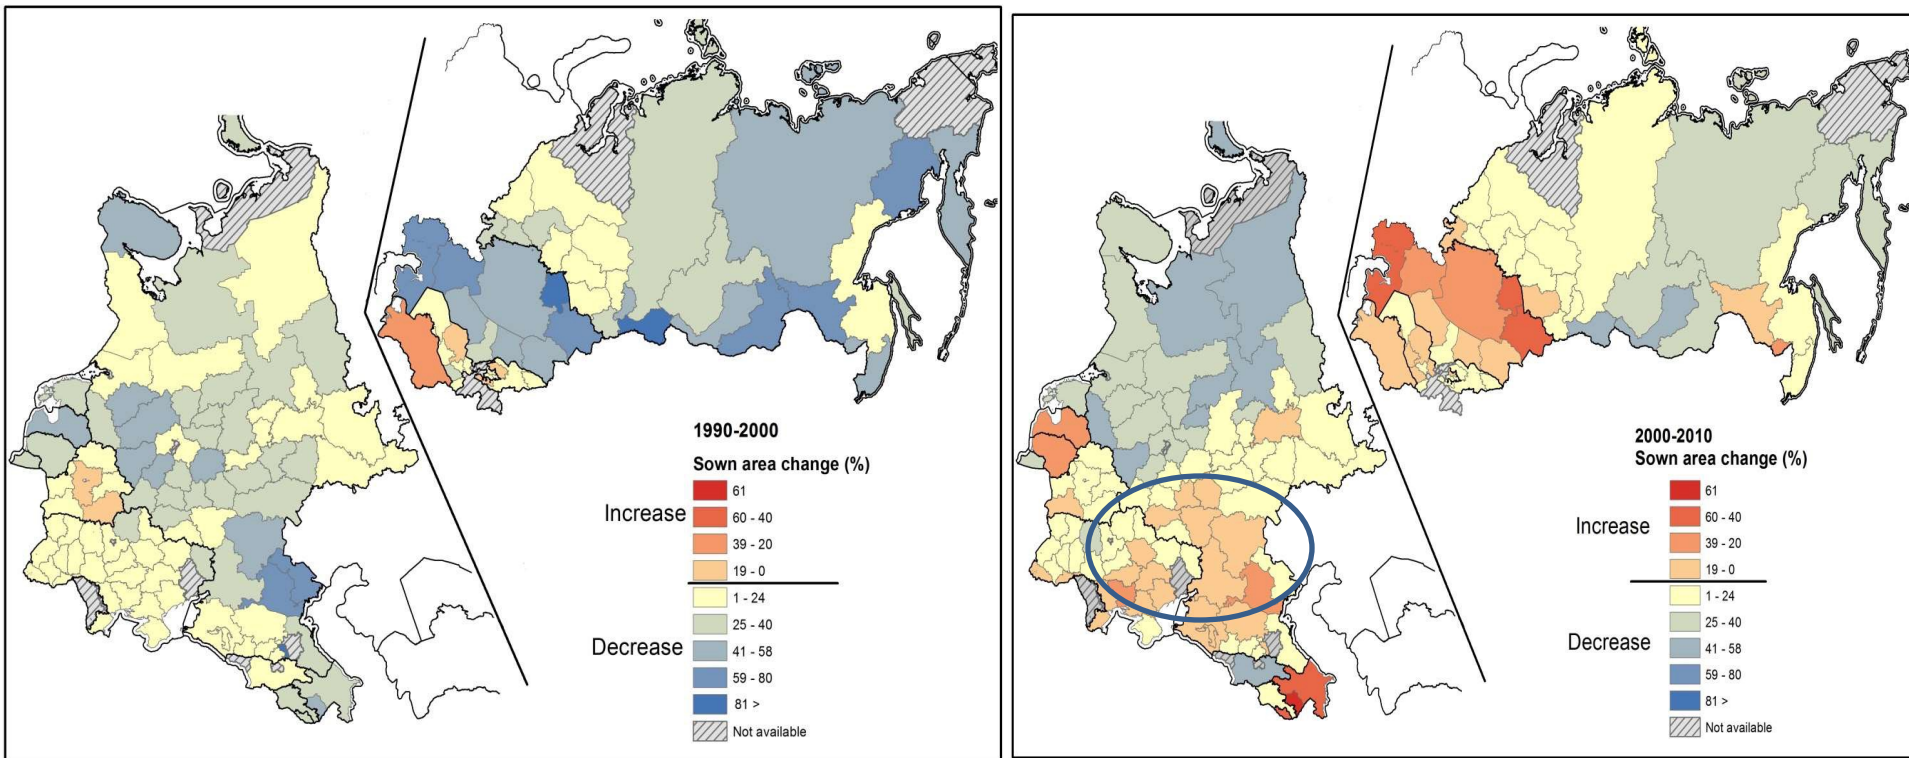 1990-2000
Sown area change (%)
Increase
61
60 - 40
39 - 20
19 - 0
Decrease
1 - 24
25 - 40
41 - 58
59 - 80
81 >
Not available
2000-2010
Sown area change (%)
Increase
61
60 - 40
39 - 20
19 - 0
Decrease
1 - 24
25 - 40
41 - 58
59 - 80
81 >
Not available